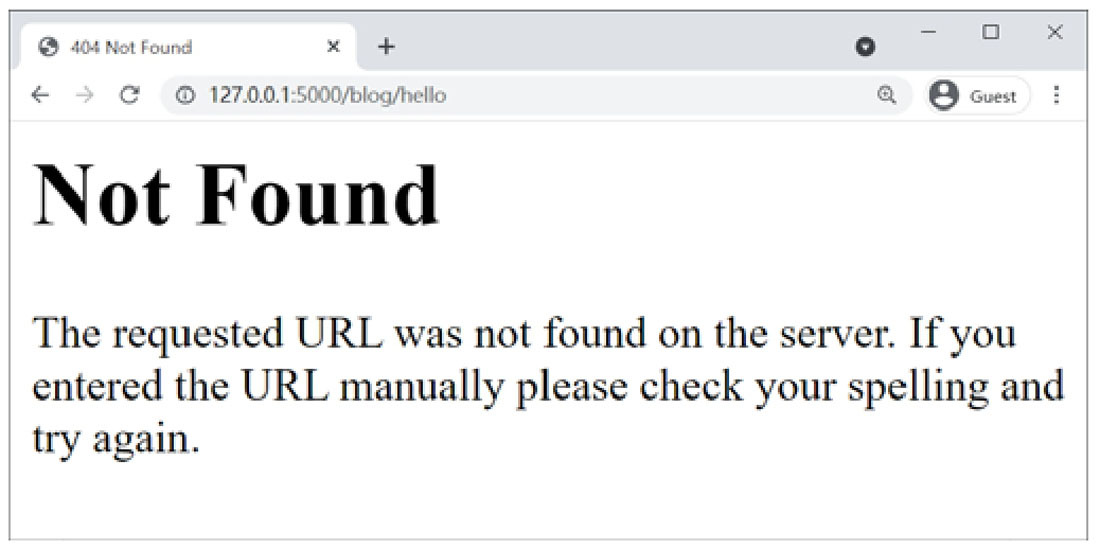 404 Not Found
127.0.0.1:5000/blog/hello
Guest
Not Found
The requested URL was not found on the server. If you
entered the URL manually please check your spelling and
try again.